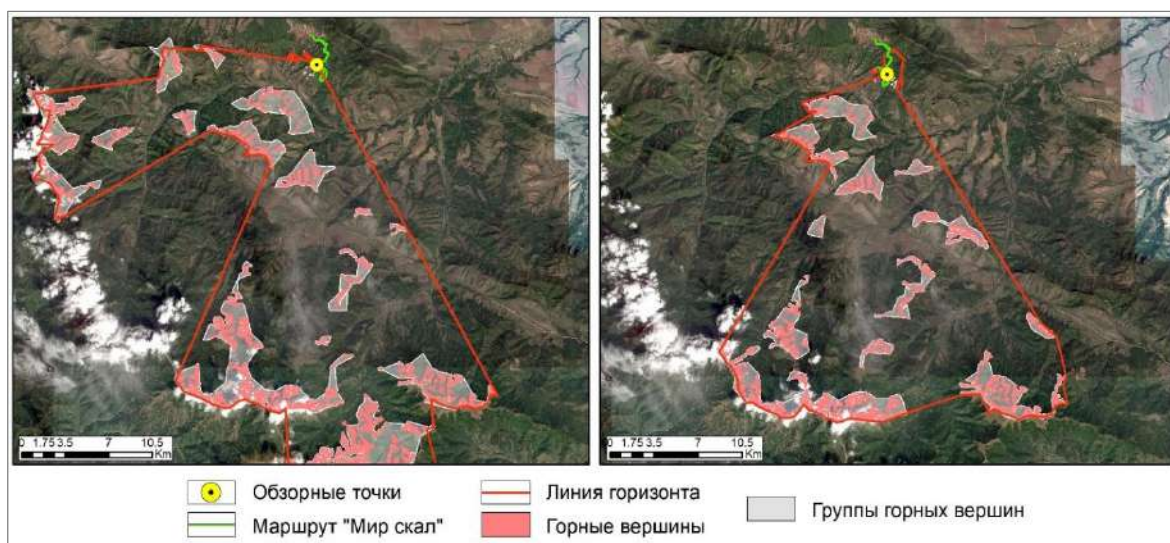 0 1.75 3.5 7 10.5
Km
0 1.75 3.5 7 10.5
Km
Обзорные точки
Линия горизонта
Группы горных вершин
Маршрут "Мир скал"
Горные вершины